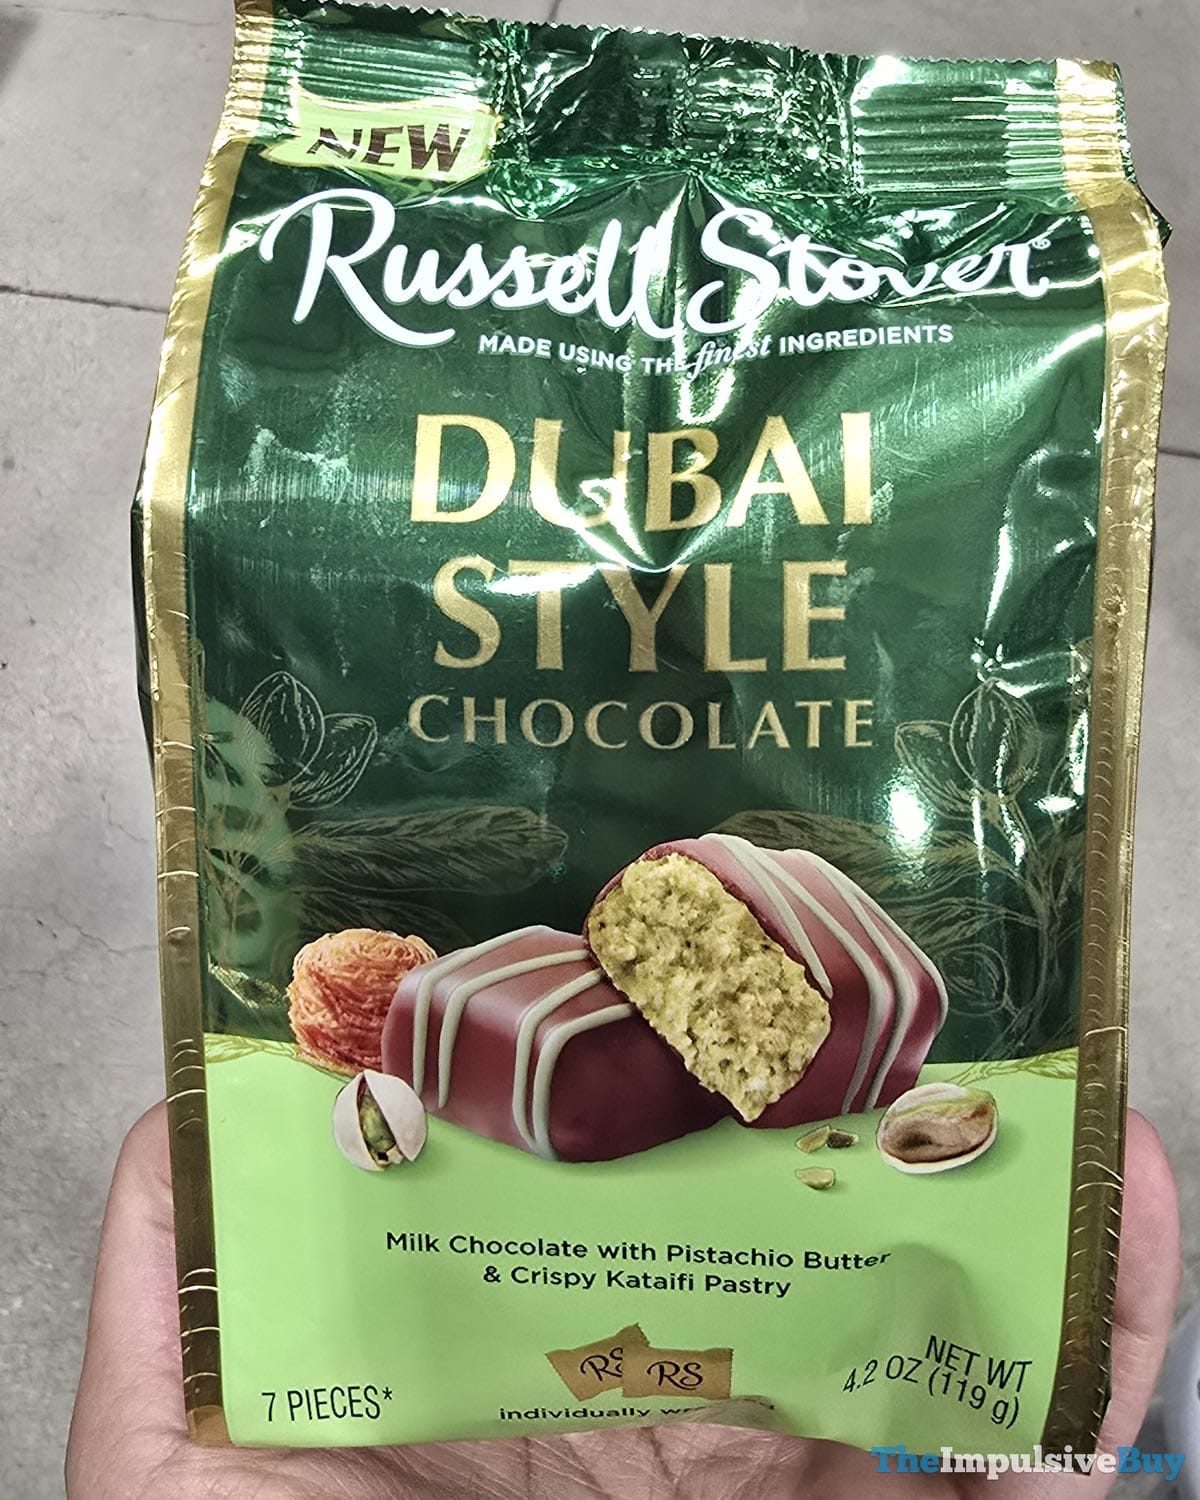 NEW
Russell Stover®
MADE USING THE finest INGREDIENTS
DUBAI
STYLE
CHOCOLATE
Milk Chocolate with Pistachio Butter
& Crispy Kataifi Pastry
RS RS
7 PIECES*
individually
NET WT
4.2 OZ (119 g)
TheImpulsiveBuy